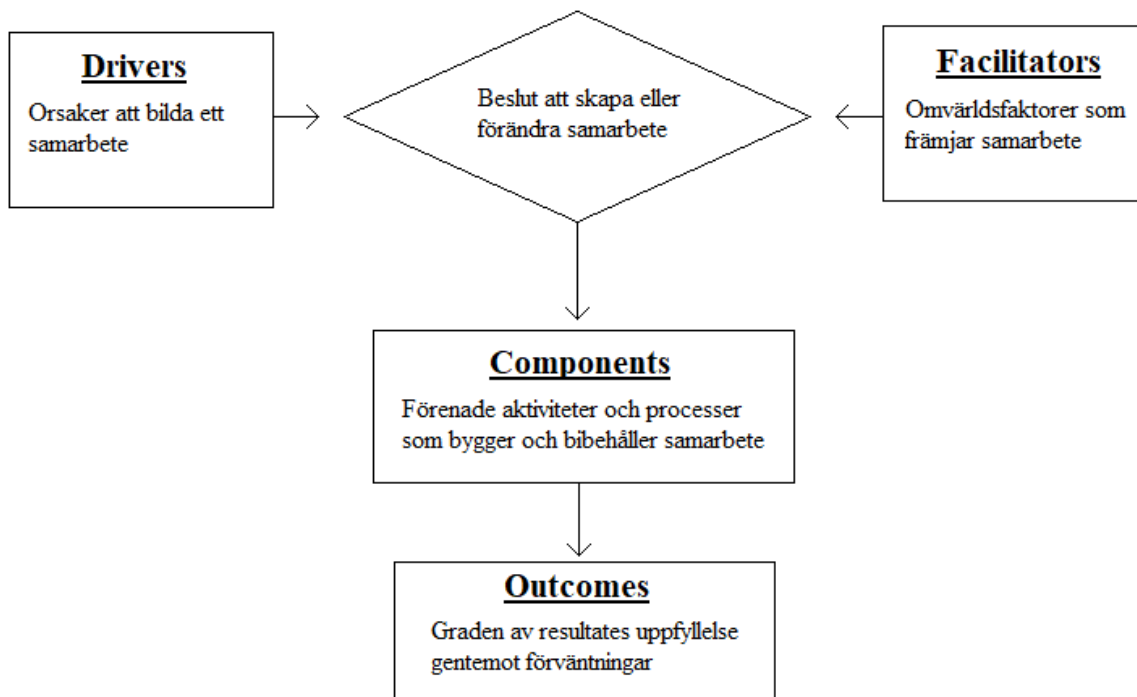 Drivers
Orsaker att bilda ett
samarbete
Beslut att skapa eller
förändra samarbete
Facilitators
Omvärldsfaktorer som
främjar samarbete
Components
Förenade aktiviteter och processer
som bygger och bibehåller samarbete
Outcomes
Graden av resultates uppfyllelse
gentemot förväntningar